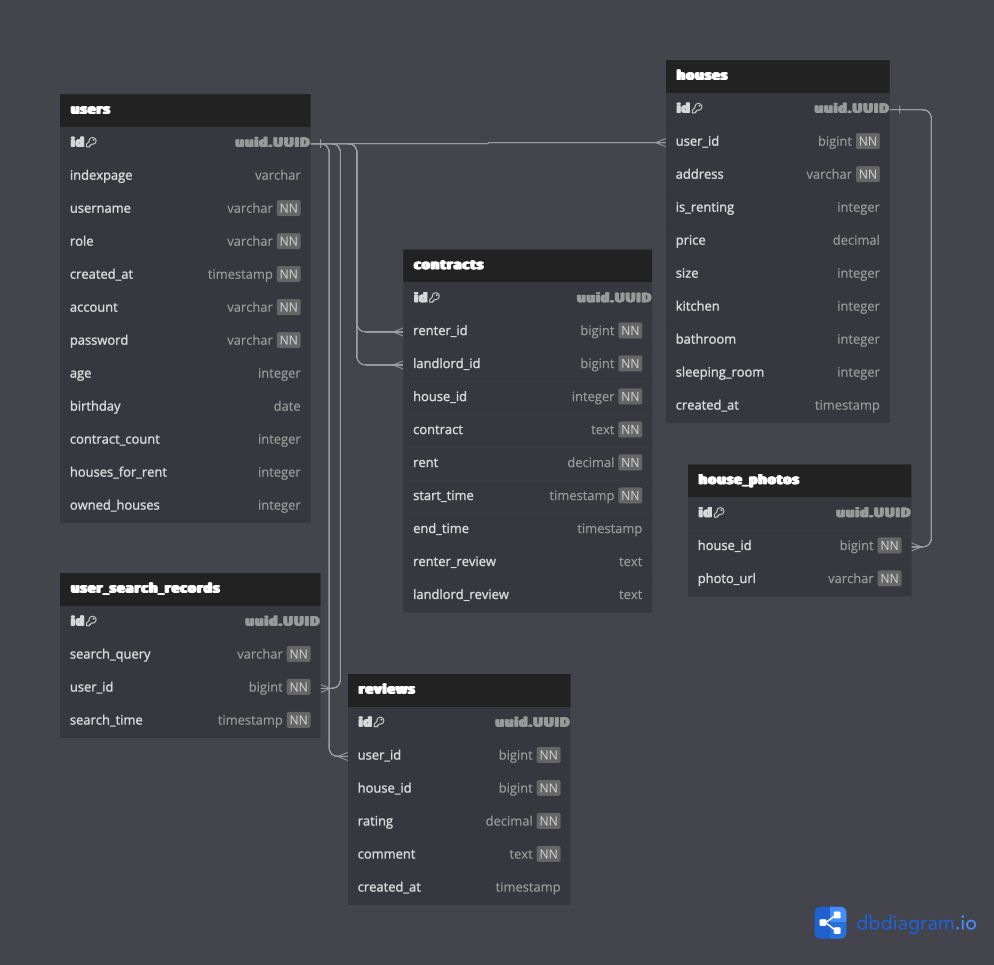 users
id uuid.UUID
indexpage varchar
username varchar NN
role varchar NN
created_at timestamp NN
account varchar NN
password varchar NN
age integer
birthday date
contract_count integer
houses_for_rent integer
owned_houses integer
houses
id uuid.UUID
user_id bigint NN
address varchar NN
is_renting integer
price decimal
size integer
kitchen integer
bathroom integer
sleeping_room integer
created_at timestamp
contracts
id uuid.UUID
renter_id bigint NN
landlord_id bigint NN
house_id integer NN
contract text NN
rent decimal NN
start_time timestamp NN
end_time timestamp
renter_review text
landlord_review text
house_photos
id uuid.UUID
house_id bigint NN
photo_url varchar NN
user_search_records
id uuid.UUID
search_query varchar NN
user_id bigint NN
search_time timestamp NN
reviews
id uuid.UUID
user_id bigint NN
house_id bigint NN
rating decimal NN
comment text NN
created_at timestamp
dbdiagram.io